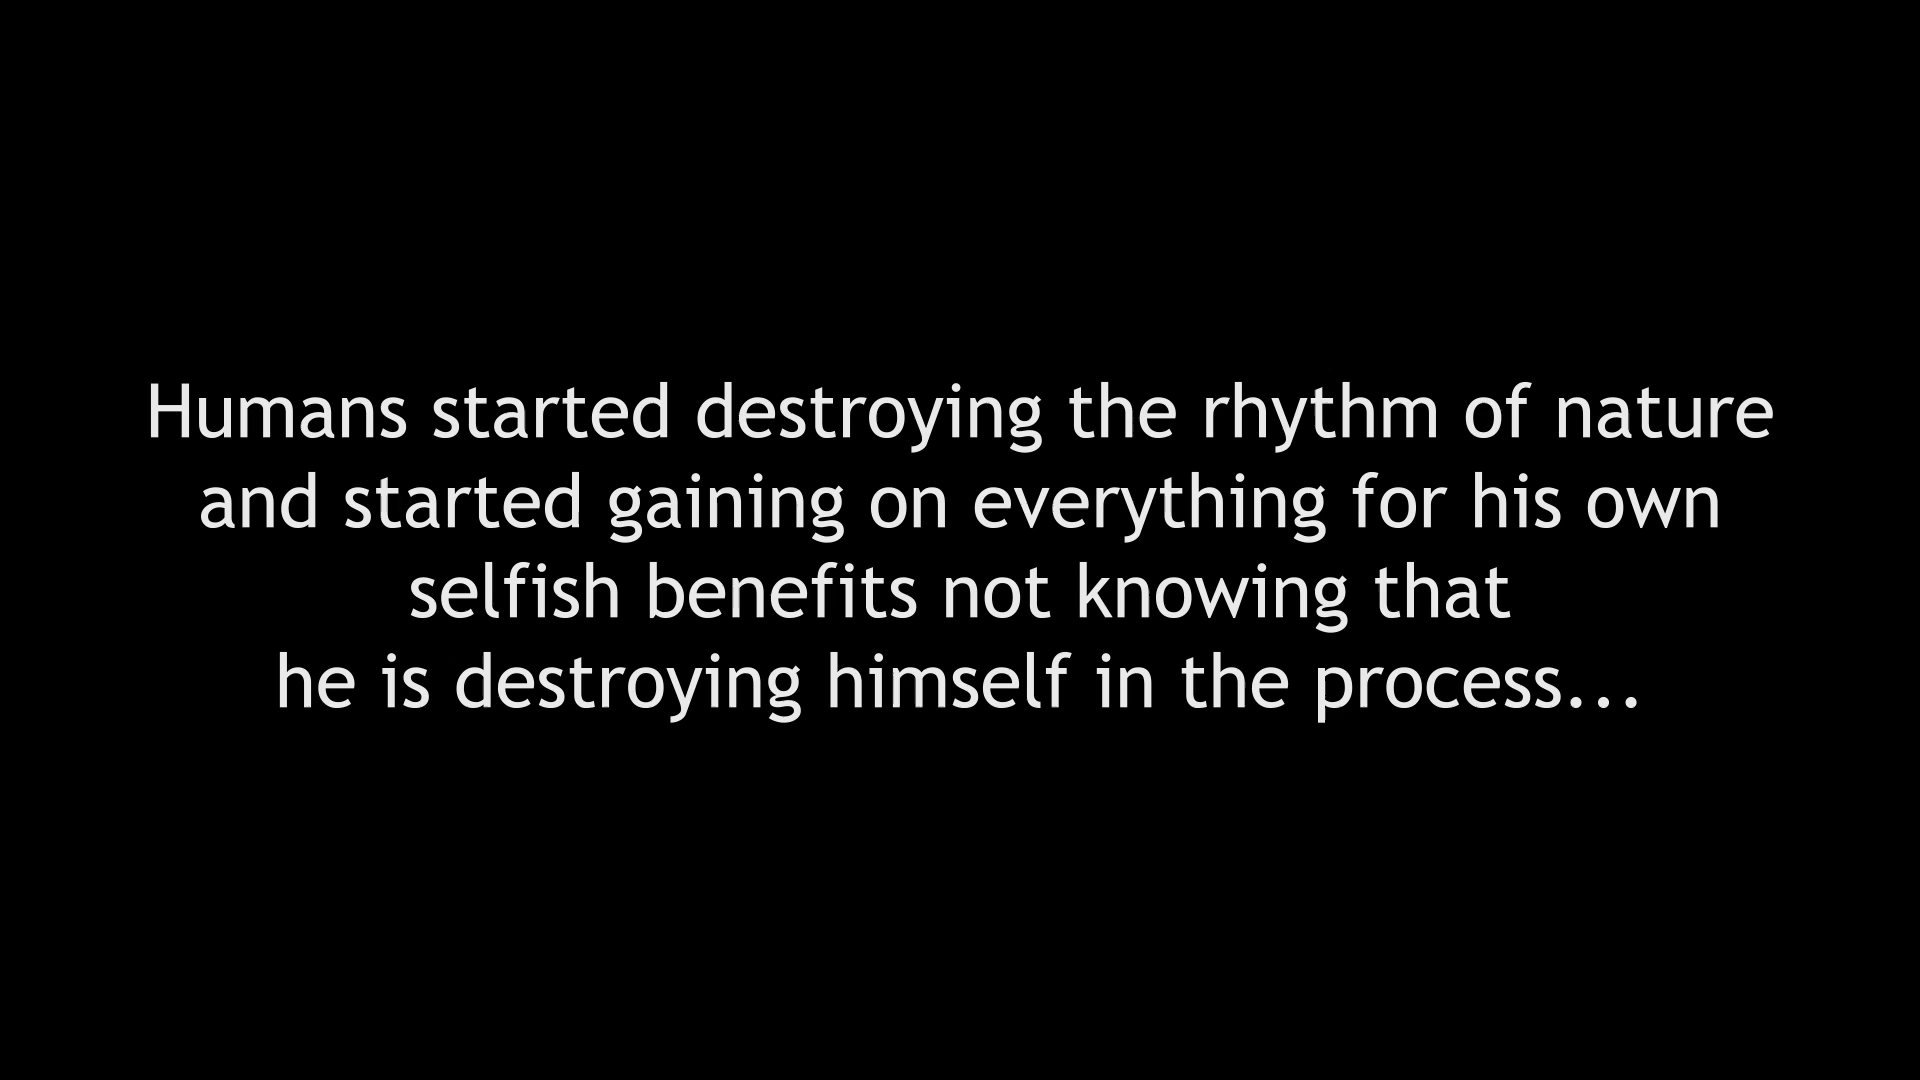 Humans started destroying the rhythm of nature
and started gaining on everything for his own
selfish benefits not knowing that
he is destroying himself in the process...